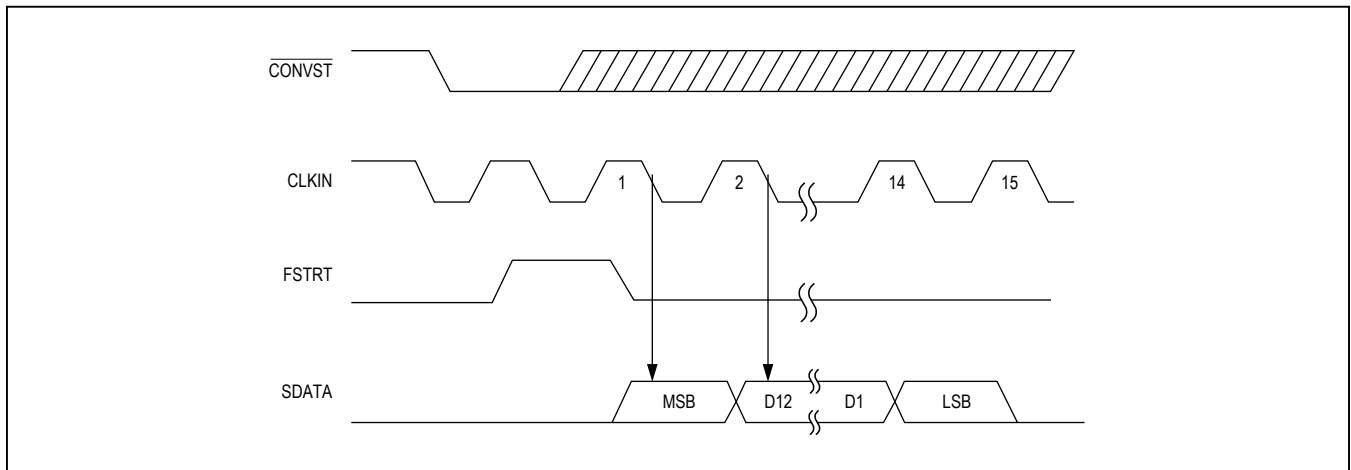 CONVST
CLKIN
1 2 14 15
FSTRT
SDATA
MSB D12 D1 LSB